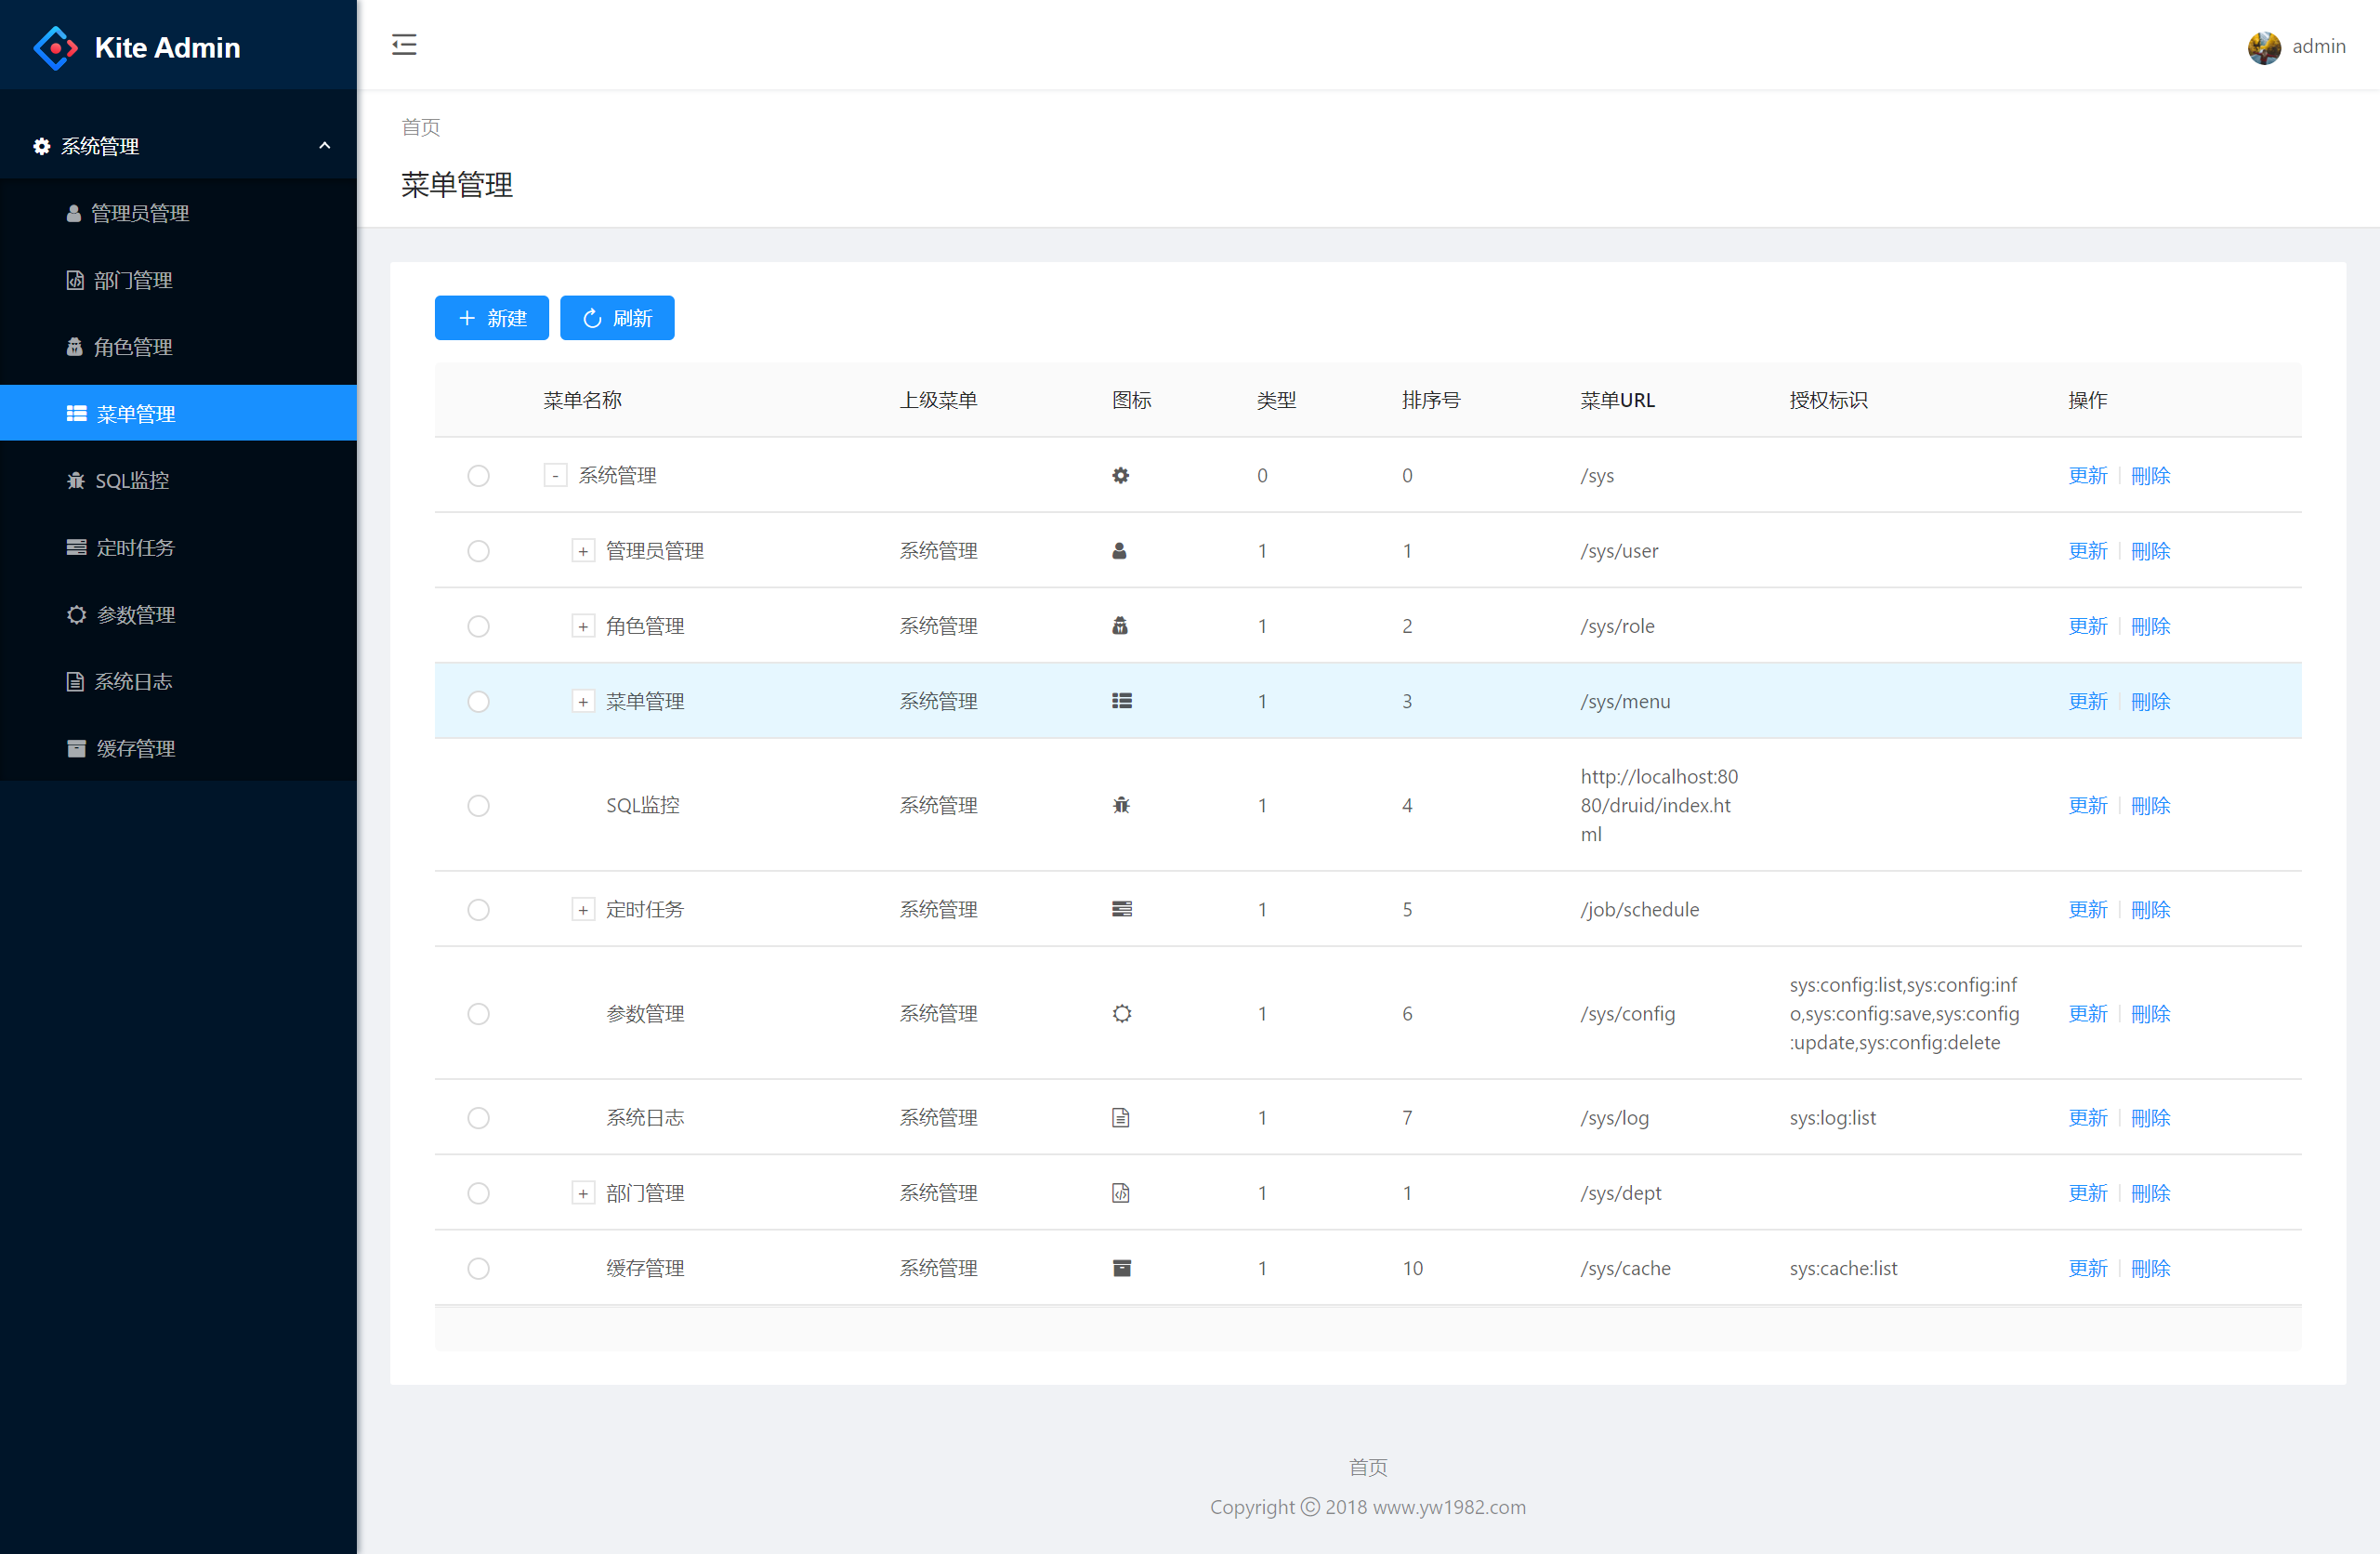 Kite Admin
admin
系统管理
管理员管理
部门管理
角色管理
菜单管理
SQL监控
定时任务
参数管理
系统日志
缓存管理
首页
菜单管理
新建 刷新
菜单名称 上级菜单 图标 类型 排序号 菜单URL 授权标识 操作
- 系统管理 0 0 /sys 更新 删除
+ 管理员管理 系统管理 1 1 /sys/user 更新 删除
+ 角色管理 系统管理 1 2 /sys/role 更新 删除
+ 菜单管理 系统管理 1 3 /sys/menu 更新 删除
SQL监控 系统管理 1 4 http://localhost:80
80/druid/index.ht
ml
更新 删除
+ 定时任务 系统管理 1 5 /job/schedule 更新 删除
参数管理 系统管理 1 6 /sys/config
sys:config:list,sys:config:inf
o,sys:config:save,sys:config
:update,sys:config:delete
更新 删除
系统日志 系统管理 1 7 /sys/log sys:log:list 更新 删除
+ 部门管理 系统管理 1 1 /sys/dept 更新 删除
缓存管理 系统管理 1 10 /sys/cache sys:cache:list 更新 删除
首页
Copyright © 2018 www.yw1982.com